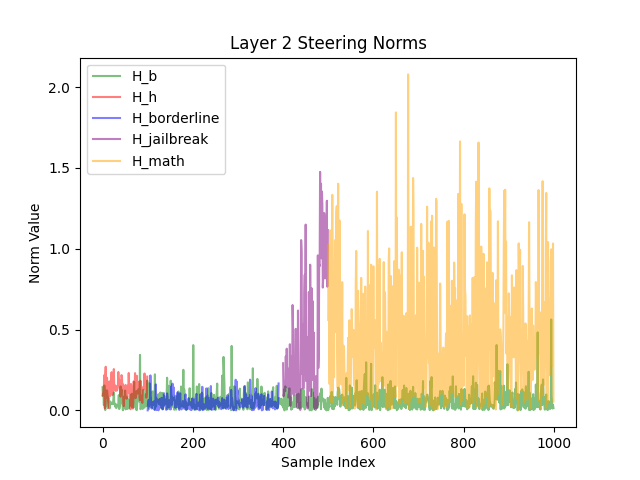 Layer 2 Steering Norms
H_b
H_h
H_borderline
H_jailbreak
H_math
Norm Value
2.0
1.5
1.0
0.5
0.0
0
200
400
600
800
1000
Sample Index